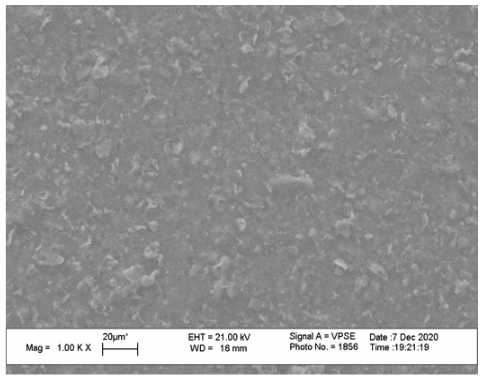 Mag = 1.00 K X 20µm* EHT = 21.00 kV Signal A = VPSE Date :7 Dec 2020
WD = 16 mm Photo No. = 1856 Time :19:21:19